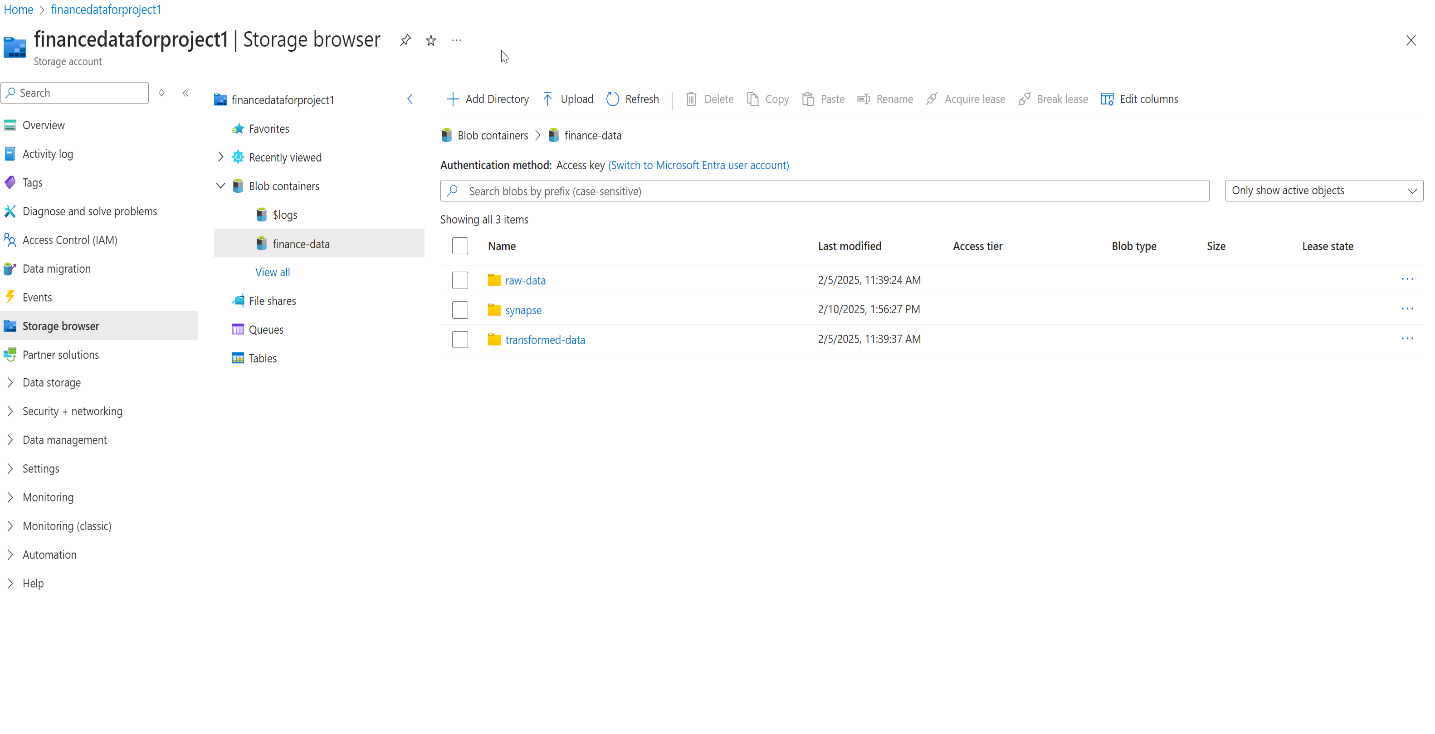 Home > financedataforproject1
financedataforproject1 | Storage browser
Storage account
Search
Overview
Activity log
Tags
Diagnose and solve problems
Access Control (IAM)
Data migration
Events
Storage browser
Partner solutions
Data storage
Security + networking
Data management
Settings
Monitoring
Monitoring (classic)
Automation
Help
financedataforproject1
Favorites
Recently viewed
Blob containers
$logs
finance-data
View all
File shares
Queues
Tables
Add Directory Upload Refresh Delete Copy Paste Rename Acquire lease Break lease Edit columns
Blob containers > finance-data
Authentication method: Access key (Switch to Microsoft Entra user account)
Search blobs by prefix (case-sensitive) Only show active objects
Showing all 3 items
Name Last modified Access tier Blob type Size Lease state
raw-data 2/5/2025, 11:39:24 AM
synapse 2/10/2025, 1:56:27 PM
transformed-data 2/5/2025, 11:39:37 AM